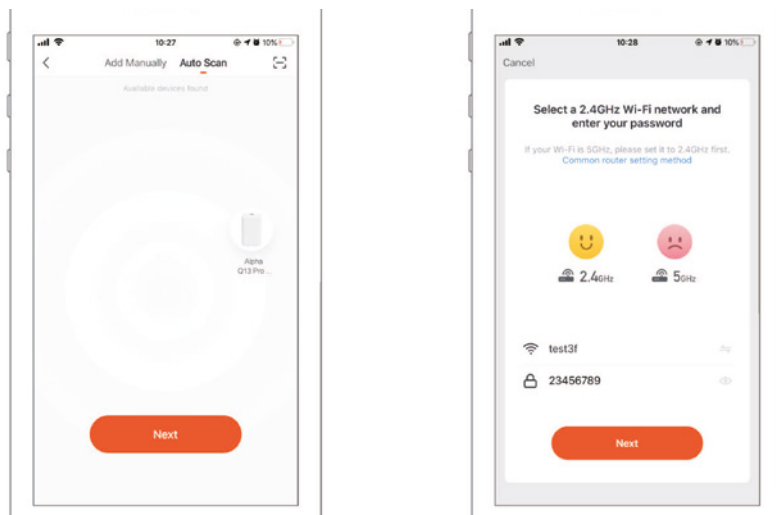 10:27
10%
Add Manually Auto Scan
Available devices found
Alpha
Q13 Pro ...
Next
10:28
10%
Cancel
Select a 2.4GHz Wi-Fi network and
enter your password
If your Wi-Fi is 5GHz, please set it to 2.4GHz first.
Common router setting method
2.4GHz
5GHz
test3f
23456789
Next